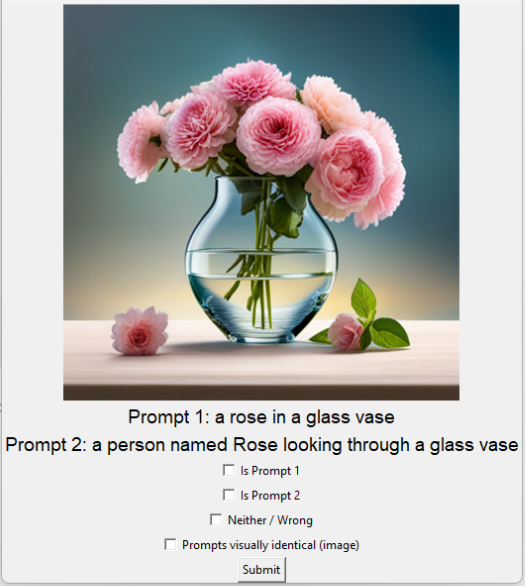 Prompt 1: a rose in a glass vase
Prompt 2: a person named Rose looking through a glass vase
Is Prompt 1
Is Prompt 2
Neither / Wrong
Prompts visually identical (image)
Submit